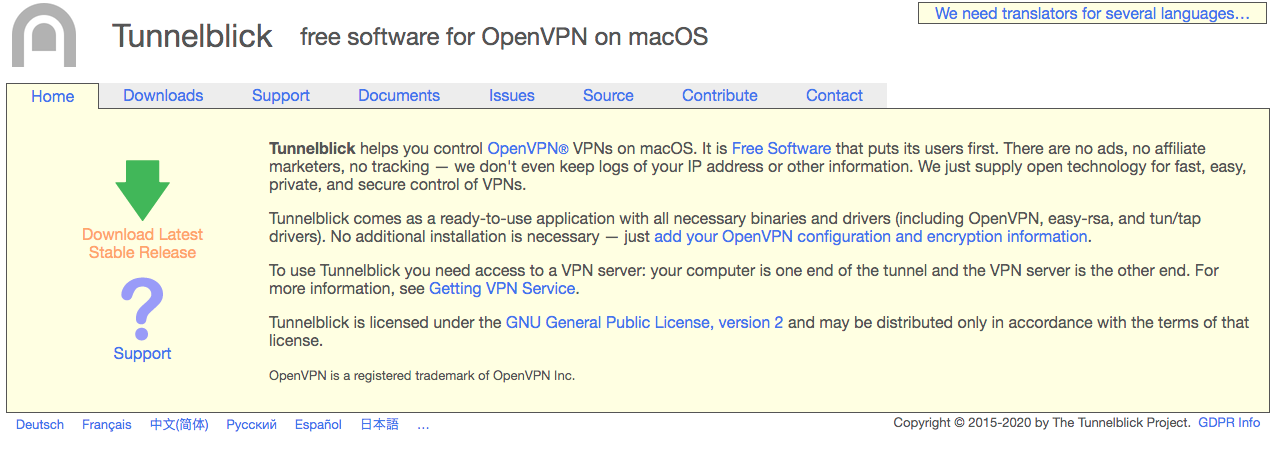 Tunnelblick free software for OpenVPN on macOS
We need translators for several languages…
Home Downloads Support Documents Issues Source Contribute Contact
Download Latest
Stable Release
Support
Tunnelblick helps you control OpenVPN® VPNs on macOS. It is Free Software that puts its users first. There are no ads, no affiliate
marketers, no tracking — we don't even keep logs of your IP address or other information. We just supply open technology for fast, easy,
private, and secure control of VPNs.
Tunnelblick comes as a ready-to-use application with all necessary binaries and drivers (including OpenVPN, easy-rsa, and tun/tap
drivers). No additional installation is necessary — just add your OpenVPN configuration and encryption information.
To use Tunnelblick you need access to a VPN server: your computer is one end of the tunnel and the VPN server is the other end. For
more information, see Getting VPN Service.
Tunnelblick is licensed under the GNU General Public License, version 2 and may be distributed only in accordance with the terms of that
license.
OpenVPN is a registered trademark of OpenVPN Inc.
Deutsch Français 中文(简体) Русский Español 日本語 …
Copyright © 2015-2020 by The Tunnelblick Project. GDPR Info